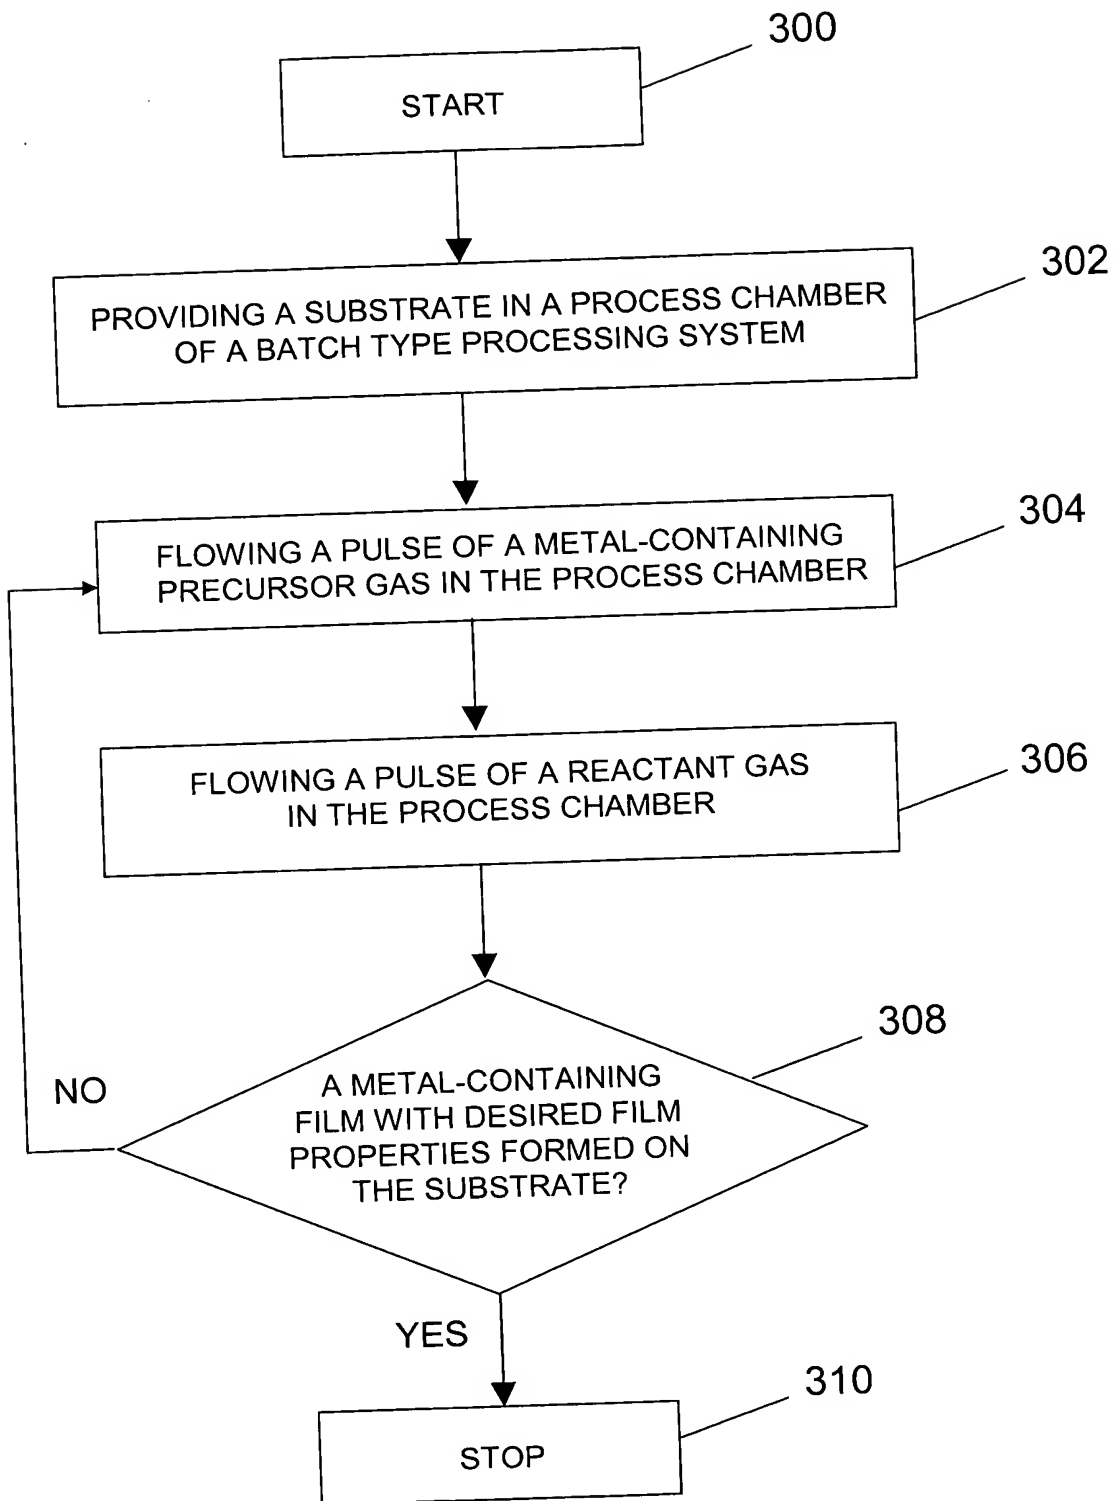 300
START
302
PROVIDING A SUBSTRATE IN A PROCESS CHAMBER
OF A BATCH TYPE PROCESSING SYSTEM
304
FLOWING A PULSE OF A METAL-CONTAINING
PRECURSOR GAS IN THE PROCESS CHAMBER
306
FLOWING A PULSE OF A REACTANT GAS
IN THE PROCESS CHAMBER
308
A METAL-CONTAINING
FILM WITH DESIRED FILM
PROPERTIES FORMED ON
THE SUBSTRATE?
NO
YES
310
STOP